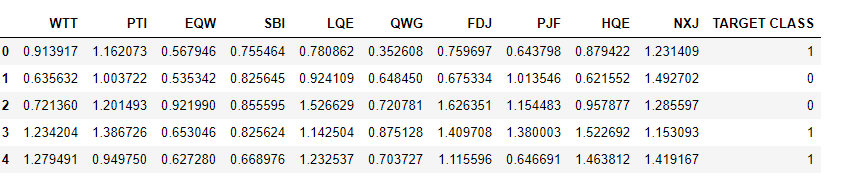 WTT PTI EQW SBI LQE QWG FDJ PJF HQE NXJ TARGET CLASS
0 0.913917 1.162073 0.567946 0.755464 0.780862 0.352608 0.759697 0.643798 0.879422 1.231409 1
1 0.635632 1.003722 0.535342 0.825645 0.924109 0.648450 0.675334 1.013546 0.621552 1.492702 0
2 0.721360 1.201493 0.921990 0.855595 1.526629 0.720781 1.626351 1.154483 0.957877 1.285597 0
3 1.234204 1.386726 0.653046 0.825624 1.142504 0.875128 1.409708 1.380003 1.522692 1.153093 1
4 1.279491 0.949750 0.627280 0.668976 1.232537 0.703727 1.115596 0.646691 1.463812 1.419167 1